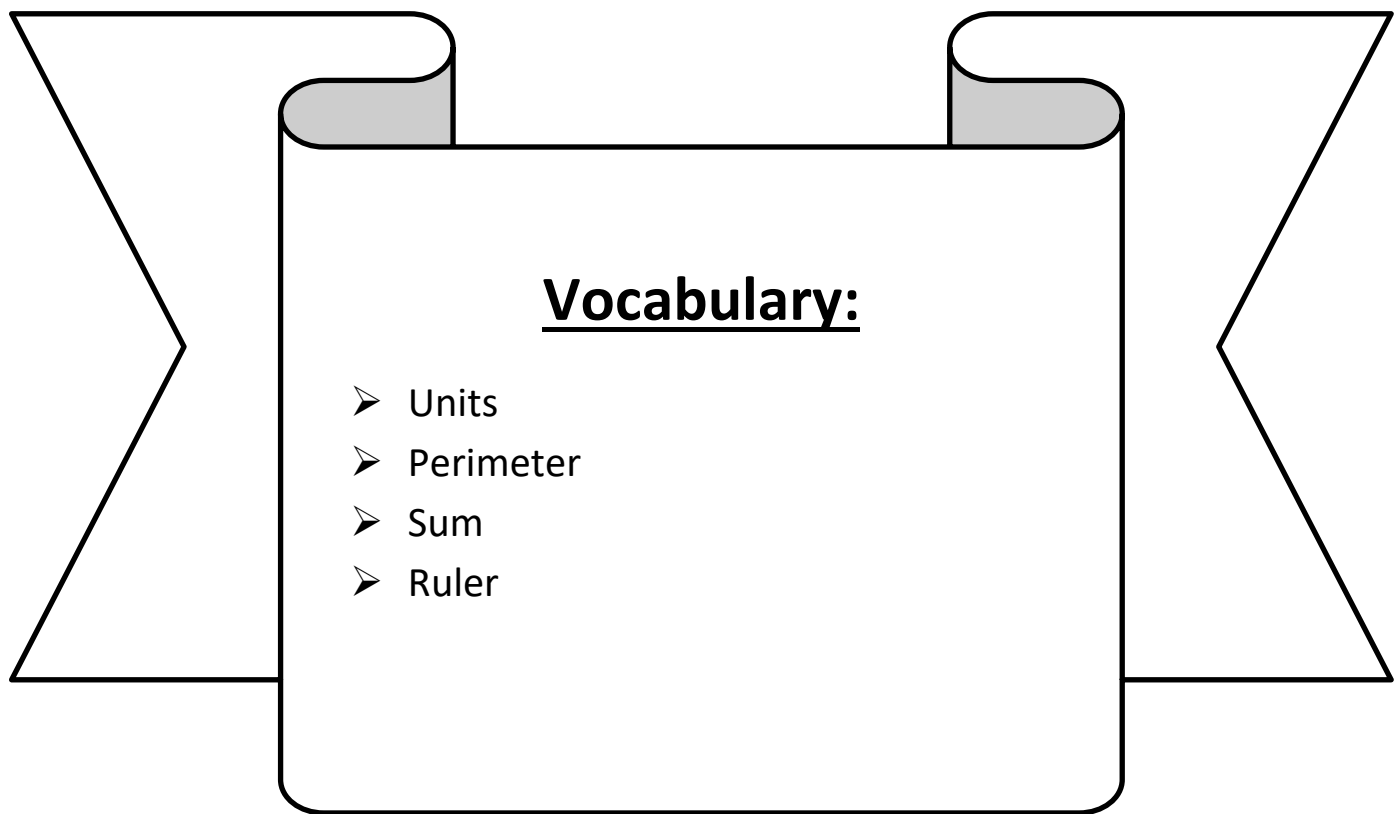 Vocabulary:
➢ Units
➢ Perimeter
➢ Sum
➢ Ruler